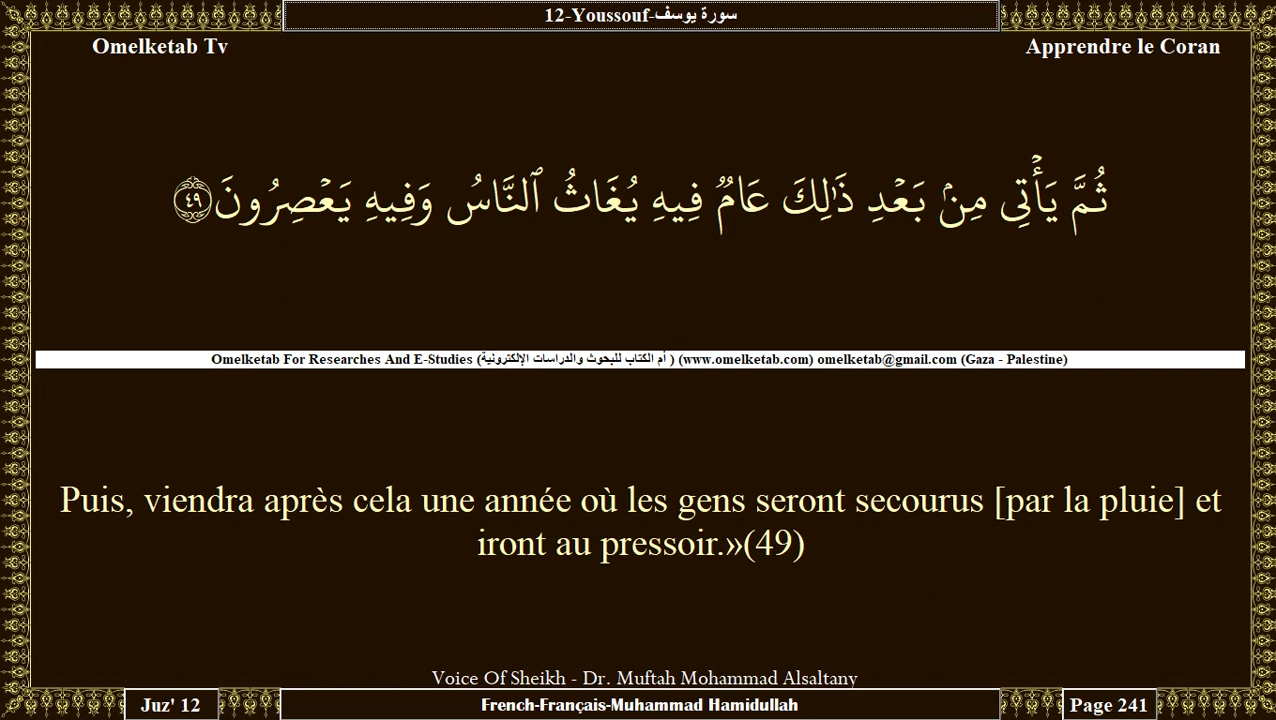 12-Youssouf-سورة يوسف
Omelketab Tv
Apprendre le Coran
ثُمَّ يَأْتِى مِنۢ بَعْدِ ذَٰلِكَ عَامٌ فِيهِ يُغَاثُ ٱلنَّاسُ وَفِيهِ يَعْصِرُونَ ٤٩
Omelketab For Researches And E-Studies (أم الكتاب للبحوث والدراسات الإلكترونية ) (www.omelketab.com) omelketab@gmail.com (Gaza - Palestine)
Puis, viendra après cela une année où les gens seront secourus [par la pluie] et
iront au pressoir.»(49)
Voice Of Sheikh - Dr. Muftah Mohammad Alsaltany
Juz' 12
French-Français-Muhammad Hamidullah
Page 241